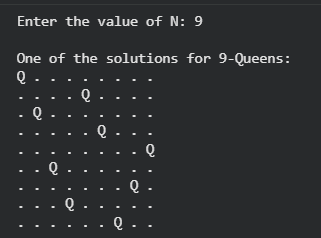 Enter the value of N: 9
One of the solutions for 9-Queens:
Q . . . . . . . .
. . . . Q . . . .
. Q . . . . . . .
. . . . . Q . . .
. . . . . . . . Q
. . Q . . . . . .
. . . . . . . Q .
. . . Q . . . . .
. . . . . . Q . .